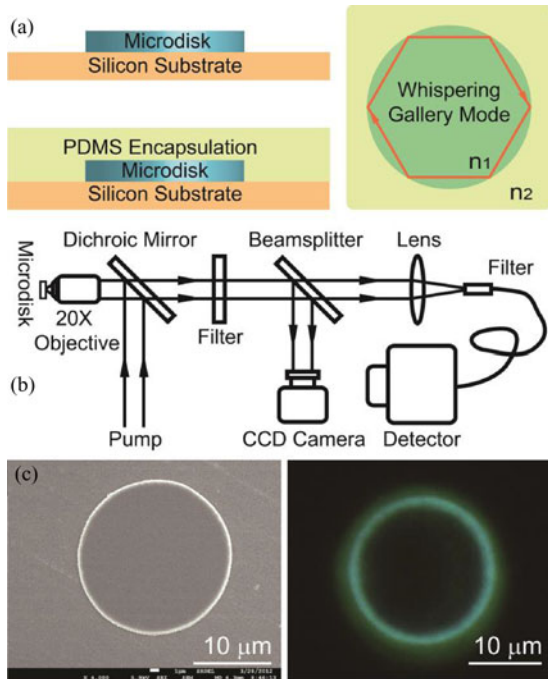 (a)
Microdisk
Silicon Substrate
PDMS Encapsulation
Microdisk
Silicon Substrate
Whispering
Gallery Mode
n1
n2
Dichroic Mirror
Beamsplitter
Lens
Filter
Microdisk
20X
Objective
Filter
(b)
Pump
CCD Camera
Detector
(c)
10 μm
10 μm